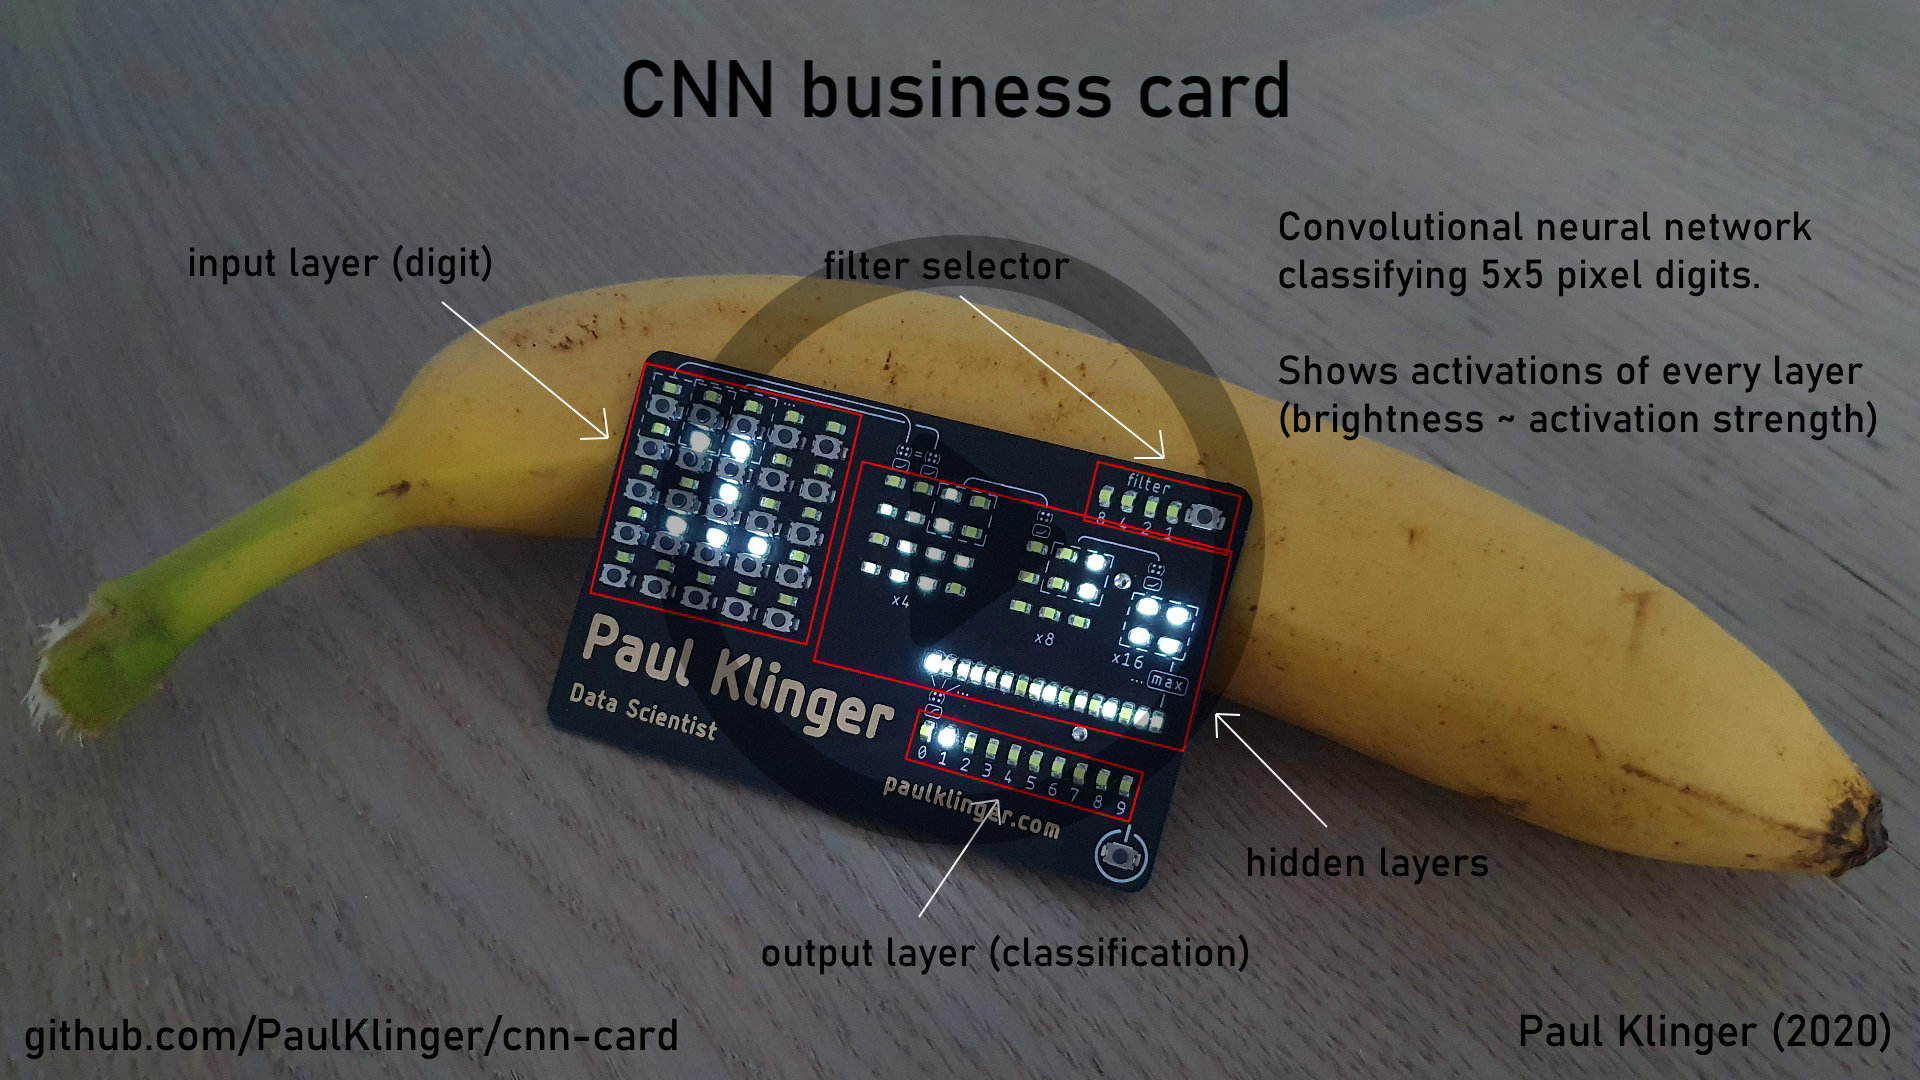 CNN business card
input layer (digit)
filter selector
Convolutional neural network
classifying 5x5 pixel digits.
Shows activations of every layer
(brightness ~ activation strength)
...
=
filter
8 4 2 1
x4
x8
x16
... max
...
Paul Klinger
Data Scientist
0 1 2 3 4 5 6 7 8 9
paulklinger.com
hidden layers
output layer (classification)
github.com/PaulKlinger/cnn-card
Paul Klinger (2020)